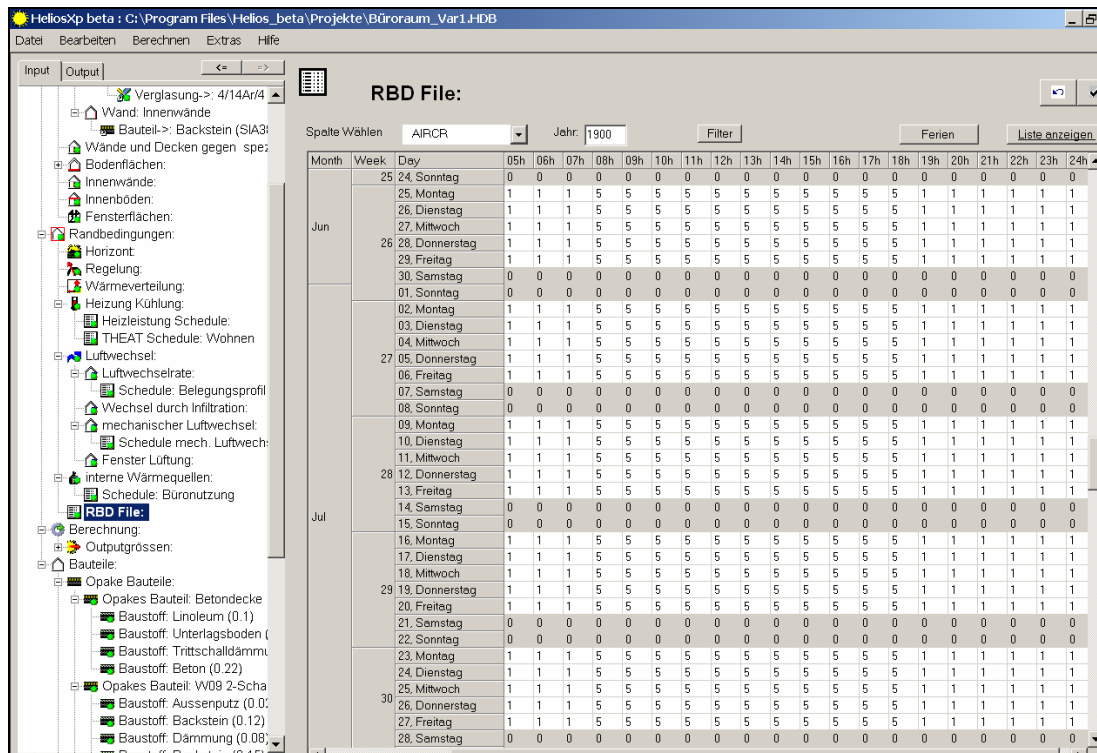 HeliosXp beta : C:\Program Files\Helios_beta\Projekte\Büroraum_Var1.HDB
Datei Bearbeiten Berechnen Extras Hilfe
Input Output <= =>
Verglasung->: 4/14Ar/4
Wand: Innenwände
Bauteil->: Backstein (SIA3
Wände und Decken gegen spez
Bodenflächen:
Innenwände:
Innenböden:
Fensterflächen:
Randbedingungen:
Horizont:
Regelung:
Wärmeverteilung:
Heizung Kühlung:
Heizleistung Schedule:
THEAT Schedule: Wohnen
Luftwechsel:
Luftwechselrate:
Schedule: Belegungsprofil
Wechsel durch Infiltration:
mechanischer Luftwechsel:
Schedule mech. Luftwechs
Fenster Lüftung:
interne Wärmequellen:
Schedule: Büronutzung
RBD File:
Berechnung:
Outputgrössen:
Bauteile:
Opake Bauteile:
Opakes Bauteil: Betondecke
Baustoff: Linoleum (0.1)
Baustoff: Unterlagsboden (
Baustoff: Trittschalldämmu
Baustoff: Beton (0.22)
Opakes Bauteil: W09 2-Scha
Baustoff: Aussenputz (0.02
Baustoff: Backstein (0.12)
Baustoff: Dämmung (0.08)
RBD File:
Spalte Wählen AIRCR Jahr: 1900 Filter Ferien Liste anzeigen
Month Week Day 05h 06h 07h 08h 09h 10h 11h 12h 13h 14h 15h 16h 17h 18h 19h 20h 21h 22h 23h 24h
25 24, Sonntag 0 0 0 0 0 0 0 0 0 0 0 0 0 0 0 0 0 0 0 0
25, Montag 1 1 1 5 5 5 5 5 5 5 5 5 5 5 1 1 1 1 1 1
26, Dienstag 1 1 1 5 5 5 5 5 5 5 5 5 5 5 1 1 1 1 1 1
Jun 27, Mittwoch 1 1 1 5 5 5 5 5 5 5 5 5 5 5 1 1 1 1 1 1
26 28, Donnerstag 1 1 1 5 5 5 5 5 5 5 5 5 5 5 1 1 1 1 1 1
29, Freitag 1 1 1 5 5 5 5 5 5 5 5 5 5 5 1 1 1 1 1 1
30, Samstag 0 0 0 0 0 0 0 0 0 0 0 0 0 0 0 0 0 0 0 0
01, Sonntag 0 0 0 0 0 0 0 0 0 0 0 0 0 0 0 0 0 0 0 0
02, Montag 1 1 1 5 5 5 5 5 5 5 5 5 5 5 1 1 1 1 1 1
03, Dienstag 1 1 1 5 5 5 5 5 5 5 5 5 5 5 1 1 1 1 1 1
04, Mittwoch 1 1 1 5 5 5 5 5 5 5 5 5 5 5 1 1 1 1 1 1
27 05, Donnerstag 1 1 1 5 5 5 5 5 5 5 5 5 5 5 1 1 1 1 1 1
06, Freitag 1 1 1 5 5 5 5 5 5 5 5 5 5 5 1 1 1 1 1 1
07, Samstag 0 0 0 0 0 0 0 0 0 0 0 0 0 0 0 0 0 0 0 0
08, Sonntag 0 0 0 0 0 0 0 0 0 0 0 0 0 0 0 0 0 0 0 0
09, Montag 1 1 1 5 5 5 5 5 5 5 5 5 5 5 1 1 1 1 1 1
10, Dienstag 1 1 1 5 5 5 5 5 5 5 5 5 5 5 1 1 1 1 1 1
11, Mittwoch 1 1 1 5 5 5 5 5 5 5 5 5 5 5 1 1 1 1 1 1
28 12, Donnerstag 1 1 1 5 5 5 5 5 5 5 5 5 5 5 1 1 1 1 1 1
13, Freitag 1 1 1 5 5 5 5 5 5 5 5 5 5 5 1 1 1 1 1 1
14, Samstag 0 0 0 0 0 0 0 0 0 0 0 0 0 0 0 0 0 0 0 0
Jul 15, Sonntag 0 0 0 0 0 0 0 0 0 0 0 0 0 0 0 0 0 0 0 0
16, Montag 1 1 1 5 5 5 5 5 5 5 5 5 5 5 1 1 1 1 1 1
17, Dienstag 1 1 1 5 5 5 5 5 5 5 5 5 5 5 1 1 1 1 1 1
18, Mittwoch 1 1 1 5 5 5 5 5 5 5 5 5 5 5 1 1 1 1 1 1
29 19, Donnerstag 1 1 1 5 5 5 5 5 5 5 5 5 5 5 1 1 1 1 1 1
20, Freitag 1 1 1 5 5 5 5 5 5 5 5 5 5 5 1 1 1 1 1 1
21, Samstag 0 0 0 0 0 0 0 0 0 0 0 0 0 0 0 0 0 0 0 0
22, Sonntag 0 0 0 0 0 0 0 0 0 0 0 0 0 0 0 0 0 0 0 0
23, Montag 1 1 1 5 5 5 5 5 5 5 5 5 5 5 1 1 1 1 1 1
24, Dienstag 1 1 1 5 5 5 5 5 5 5 5 5 5 5 1 1 1 1 1 1
25, Mittwoch 1 1 1 5 5 5 5 5 5 5 5 5 5 5 1 1 1 1 1 1
30 26, Donnerstag 1 1 1 5 5 5 5 5 5 5 5 5 5 5 1 1 1 1 1 1
27, Freitag 1 1 1 5 5 5 5 5 5 5 5 5 5 5 1 1 1 1 1 1
28, Samstag 0 0 0 0 0 0 0 0 0 0 0 0 0 0 0 0 0 0 0 0